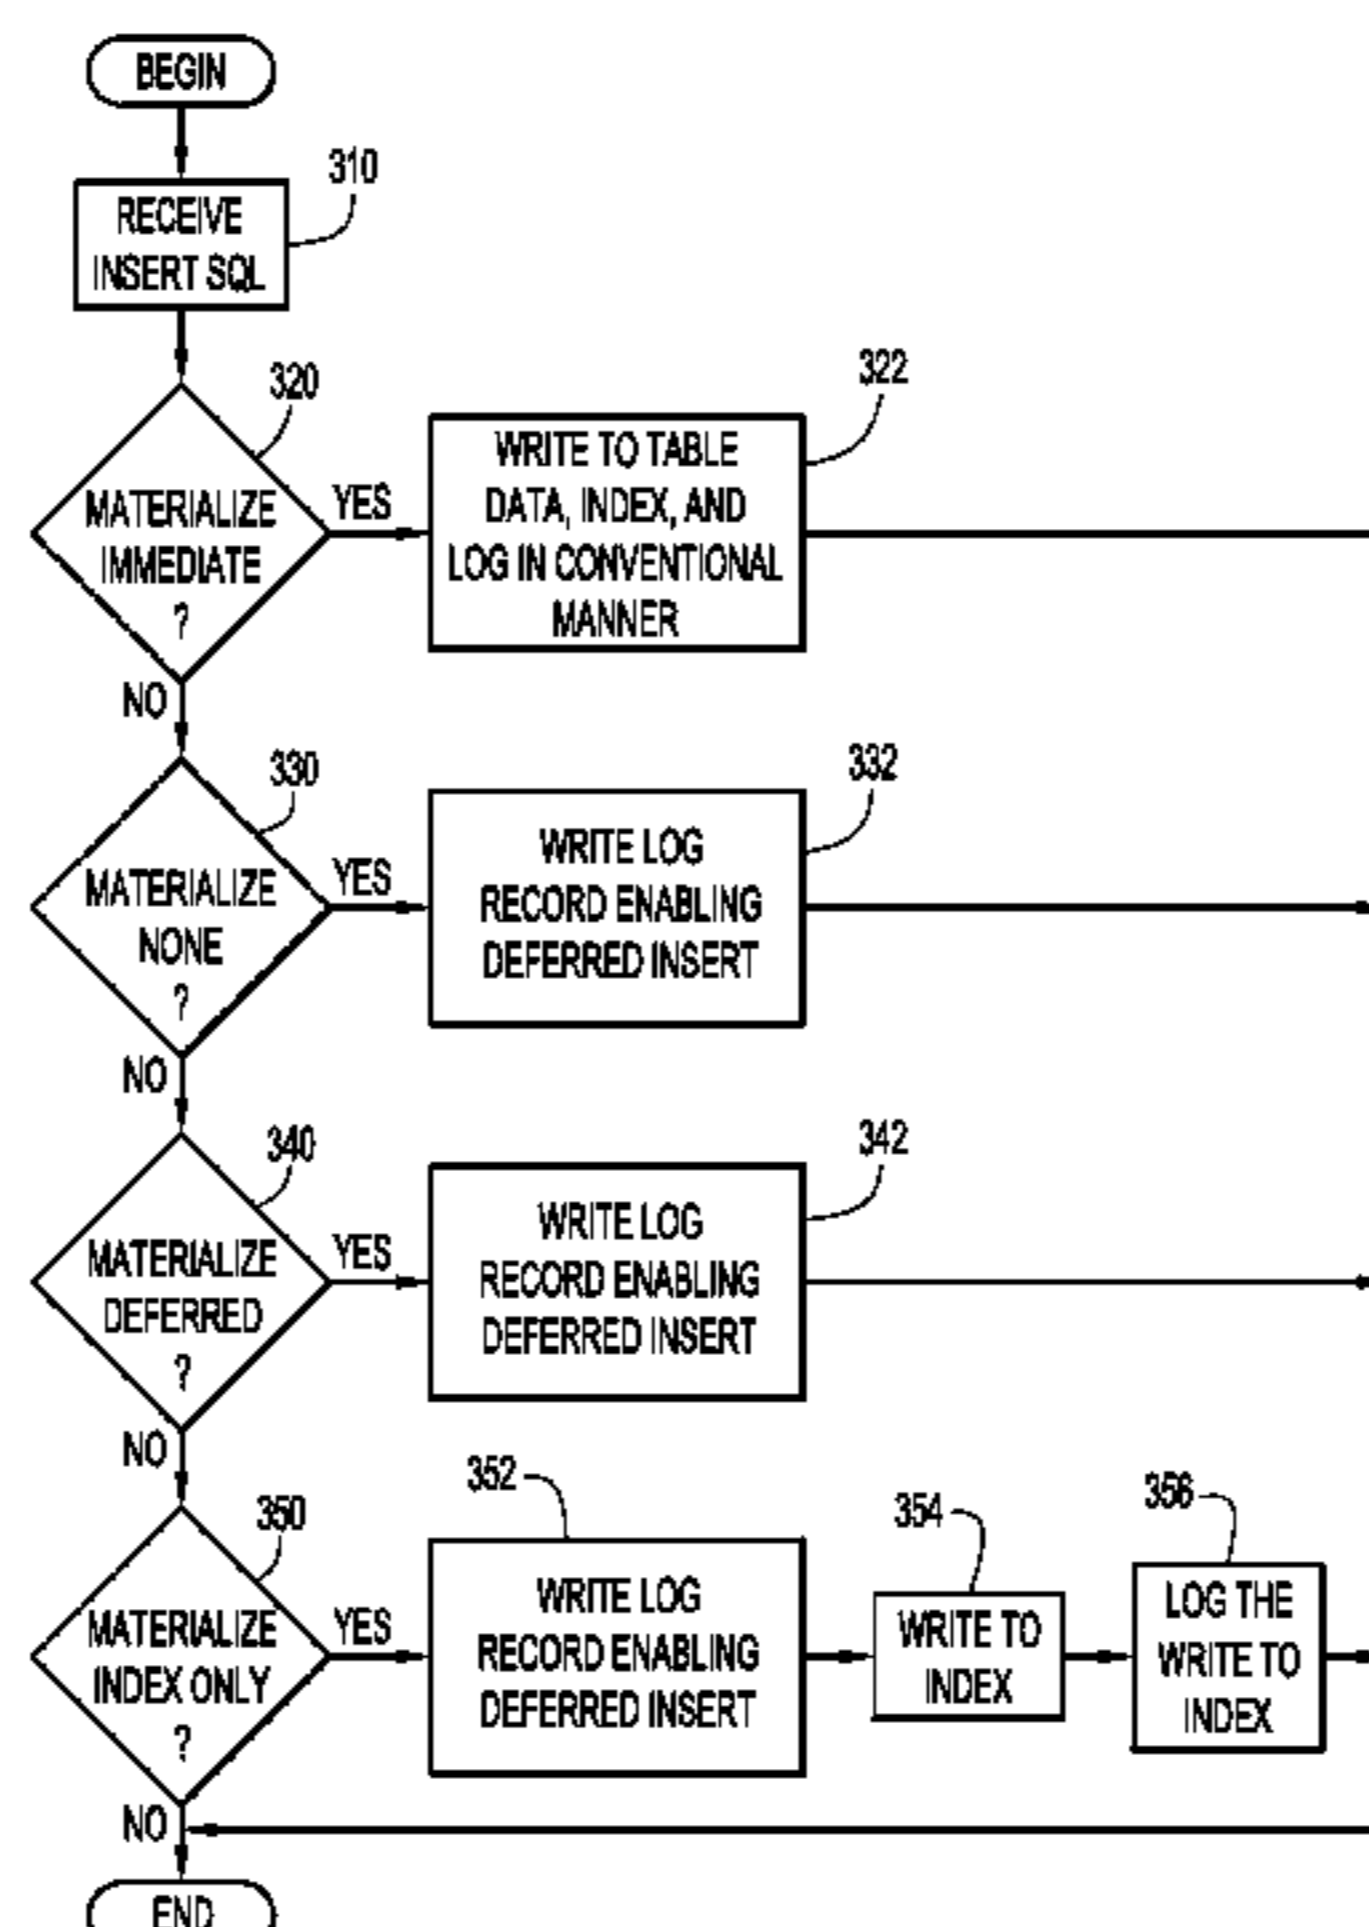 BEGIN
310
RECEIVE
INSERT SQL
320
322
MATERIALIZE
IMMEDIATE
?
YES
WRITE TO TABLE
DATA, INDEX, AND
LOG IN CONVENTIONAL
MANNER
NO
330
332
MATERIALIZE
NONE
?
YES
WRITE LOG
RECORD ENABLING
DEFERRED INSERT
NO
340
342
MATERIALIZE
DEFERRED
?
YES
WRITE LOG
RECORD ENABLING
DEFERRED INSERT
NO
350
352
354
356
MATERIALIZE
INDEX ONLY
?
YES
WRITE LOG
RECORD ENABLING
DEFERRED INSERT
WRITE TO
INDEX
LOG THE
WRITE TO
INDEX
NO
END